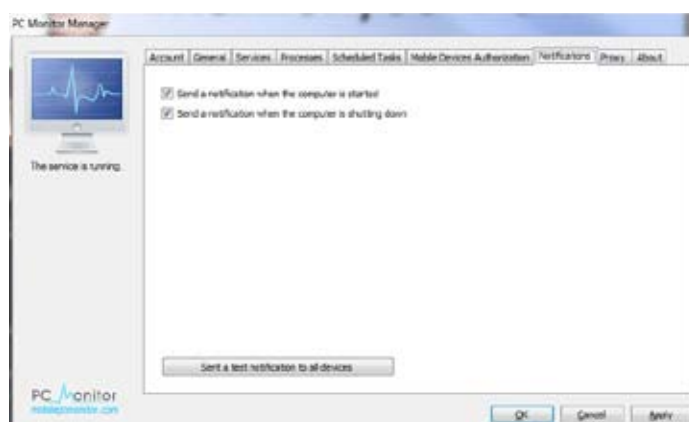 PC Monitor Manager
Account General Services Processes Scheduled Tasks Mobile Devices Authorization Notifications Proxy About
Send a notification when the computer is started
Send a notification when the computer is shutting down
The service is running.
Sent a test notification to all devices
PC Monitor
mobilepcmonitor.com
OK Cancel Apply